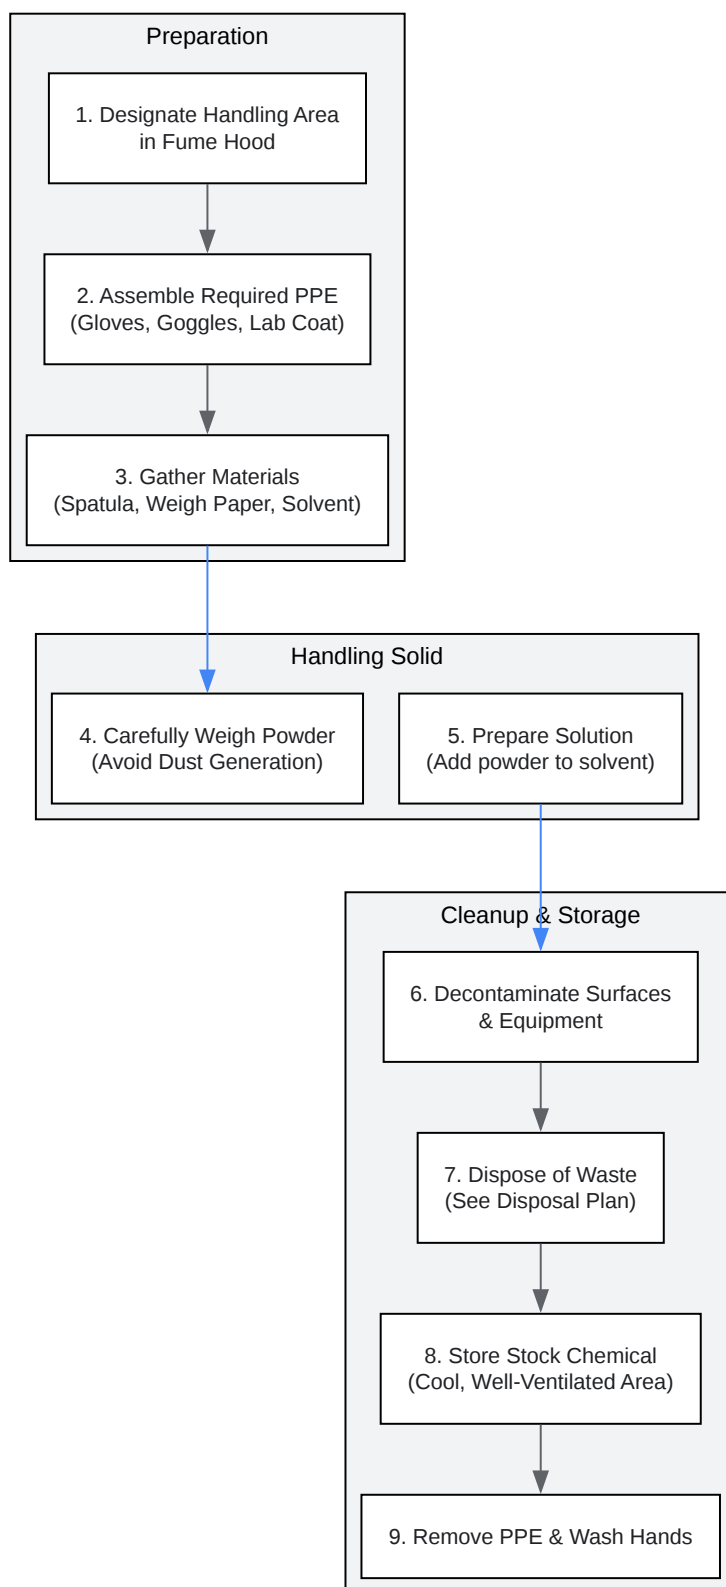 Preparation
1. Designate Handling Area
in Fume Hood
2. Assemble Required PPE
(Gloves, Goggles, Lab Coat)
3. Gather Materials
(Spatula, Weigh Paper, Solvent)
Handling Solid
4. Carefully Weigh Powder
(Avoid Dust Generation)
5. Prepare Solution
(Add powder to solvent)
Cleanup & Storage
6. Decontaminate Surfaces
& Equipment
7. Dispose of Waste
(See Disposal Plan)
8. Store Stock Chemical
(Cool, Well-Ventilated Area)
9. Remove PPE & Wash Hands